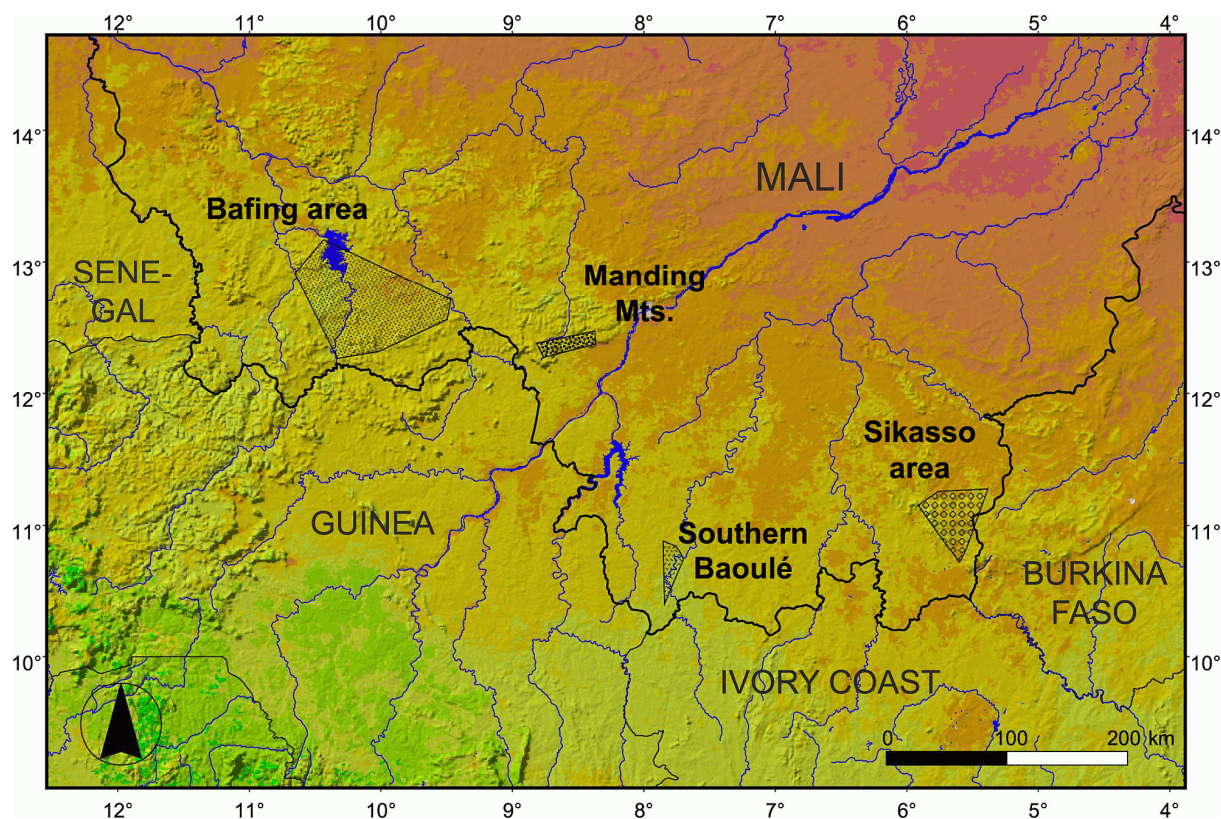 12° 11° 10° 9° 8° 7° 6° 5° 4°
14° 14°
MALI
Bafing area
13° 13°
SENE-
GAL
Manding
Mts.
12° 12°
Sikasso
area
11° 11°
GUINEA
Southern
Baoulé
BURKINA
FASO
10° 10°
IVORY COAST
0 100 200 km
12° 11° 10° 9° 8° 7° 6° 5° 4°